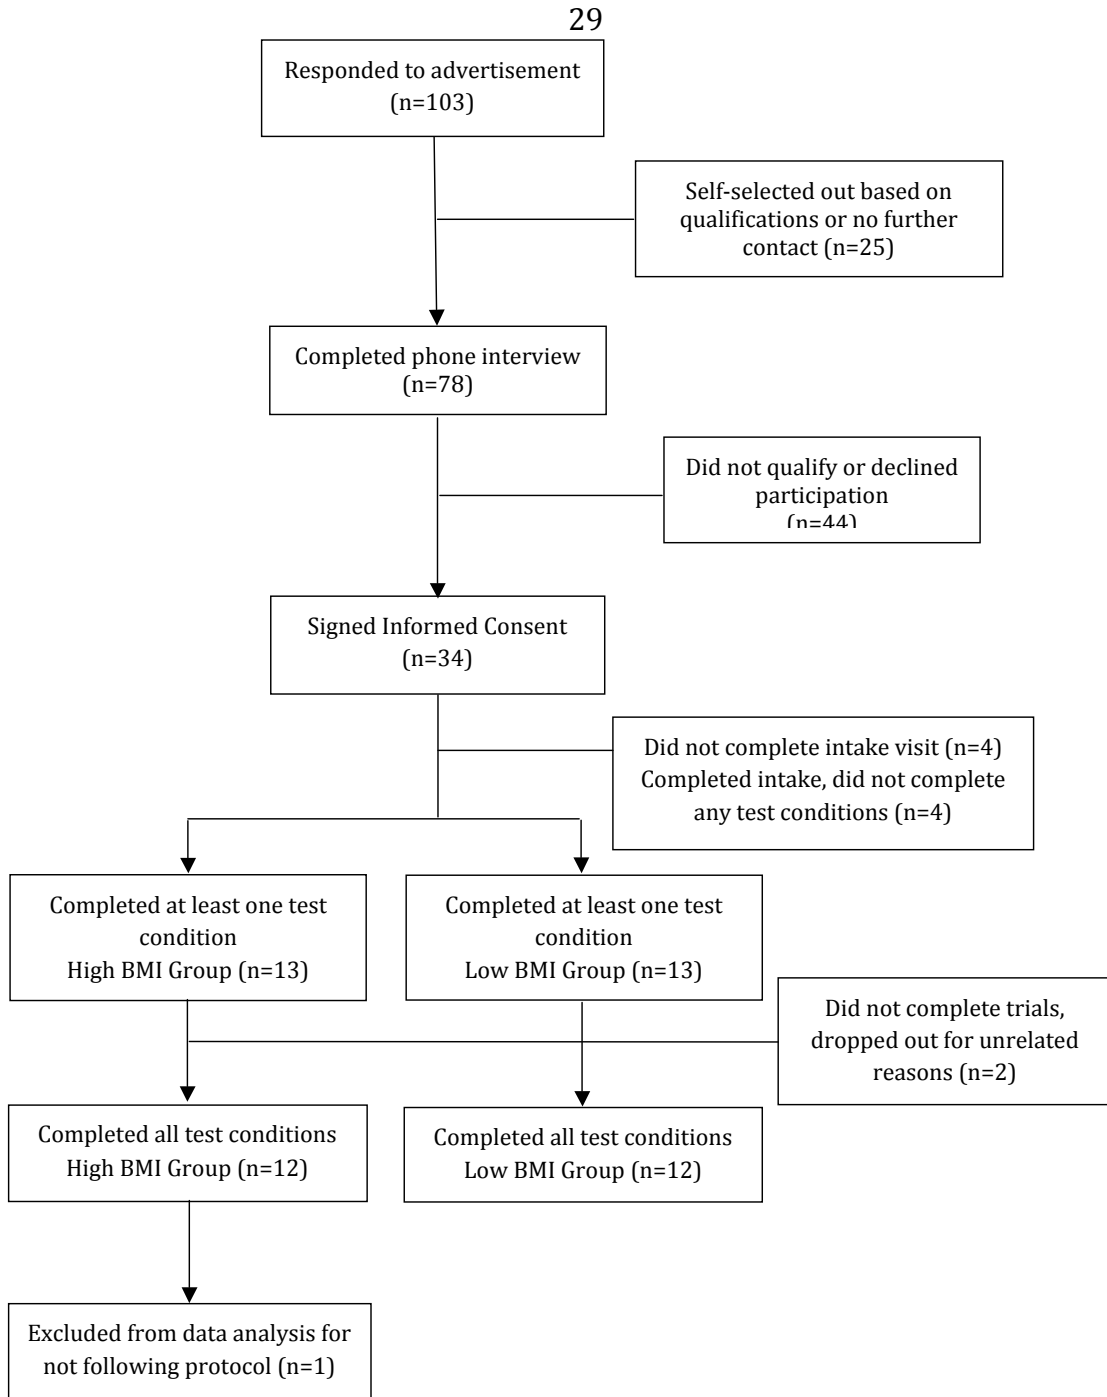 29
Responded to advertisement
(n=103)
Self-selected out based on
qualifications or no further
contact (n=25)
Completed phone interview
(n=78)
Did not qualify or declined
participation
(n=44)
Signed Informed Consent
(n=34)
Did not complete intake visit (n=4)
Completed intake, did not complete
any test conditions (n=4)
Completed at least one test
condition
High BMI Group (n=13)
Completed at least one test
condition
Low BMI Group (n=13)
Did not complete trials,
dropped out for unrelated
reasons (n=2)
Completed all test conditions
High BMI Group (n=12)
Completed all test conditions
Low BMI Group (n=12)
Excluded from data analysis for
not following protocol (n=1)